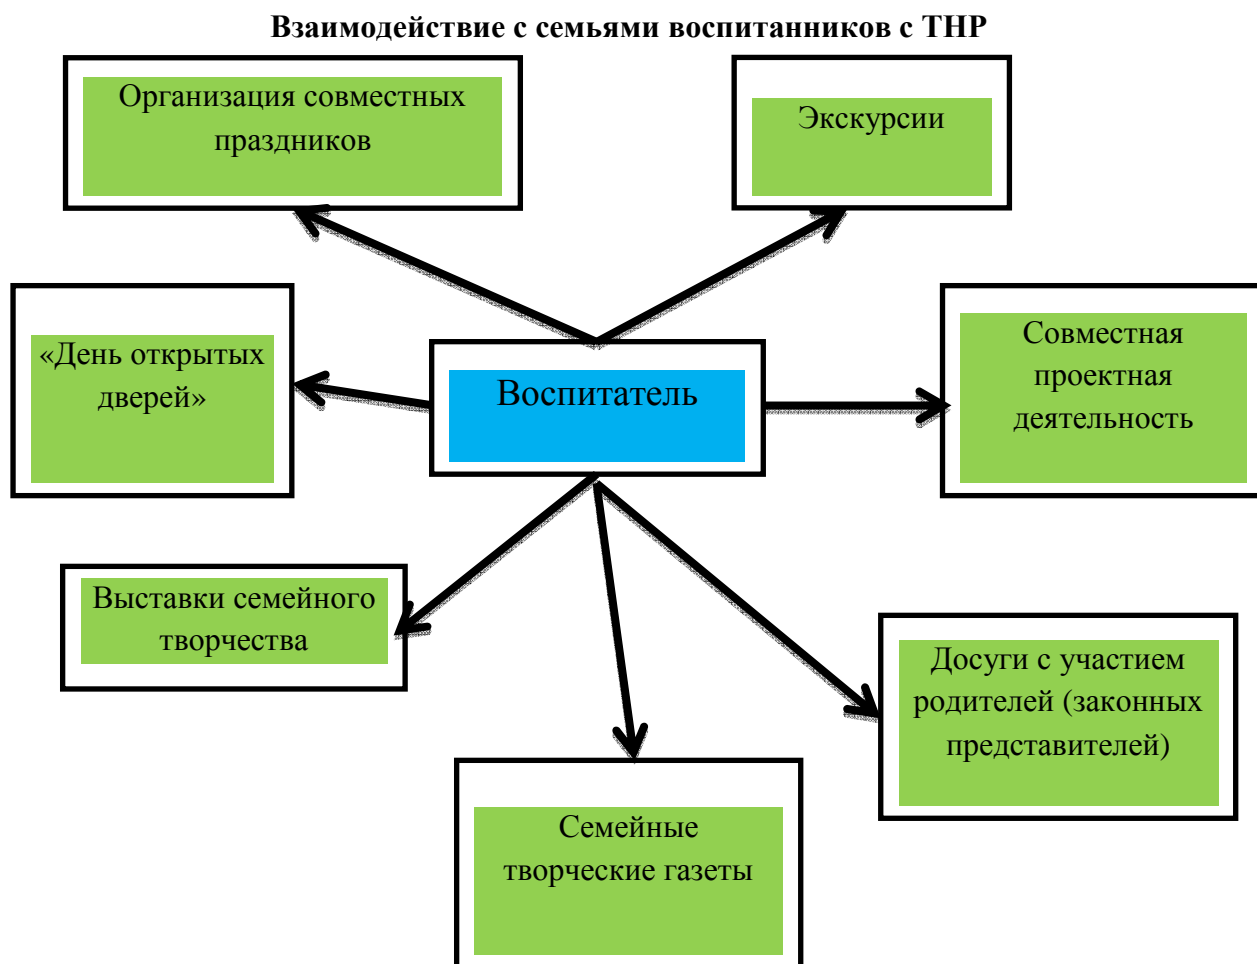 Взаимодействие с семьями воспитанников с ТНР
Организация совместных
праздников
Экскурсии
«День открытых
дверей»
Воспитатель
Совместная
проектная
деятельность
Выставки семейного
творчества
Досуги с участием
родителей (законных
представителей)
Семейные
творческие газеты